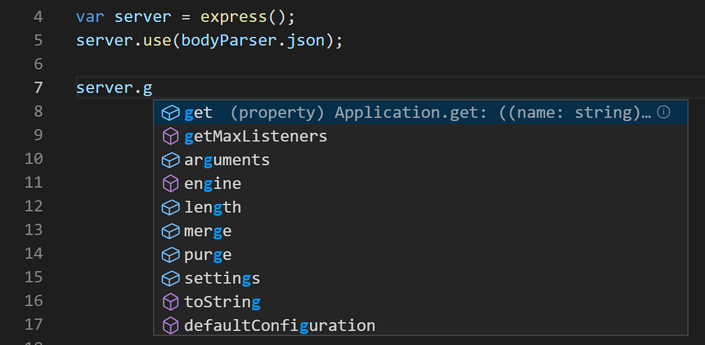 4 var server = express();
5 server.use(bodyParser.json);
6
7 server.g
8 get (property) Application.get: ((name: string)…
9 getMaxListeners
10 arguments
11 engine
12 length
13 merge
14 purge
15 settings
16 toString
17 defaultConfiguration